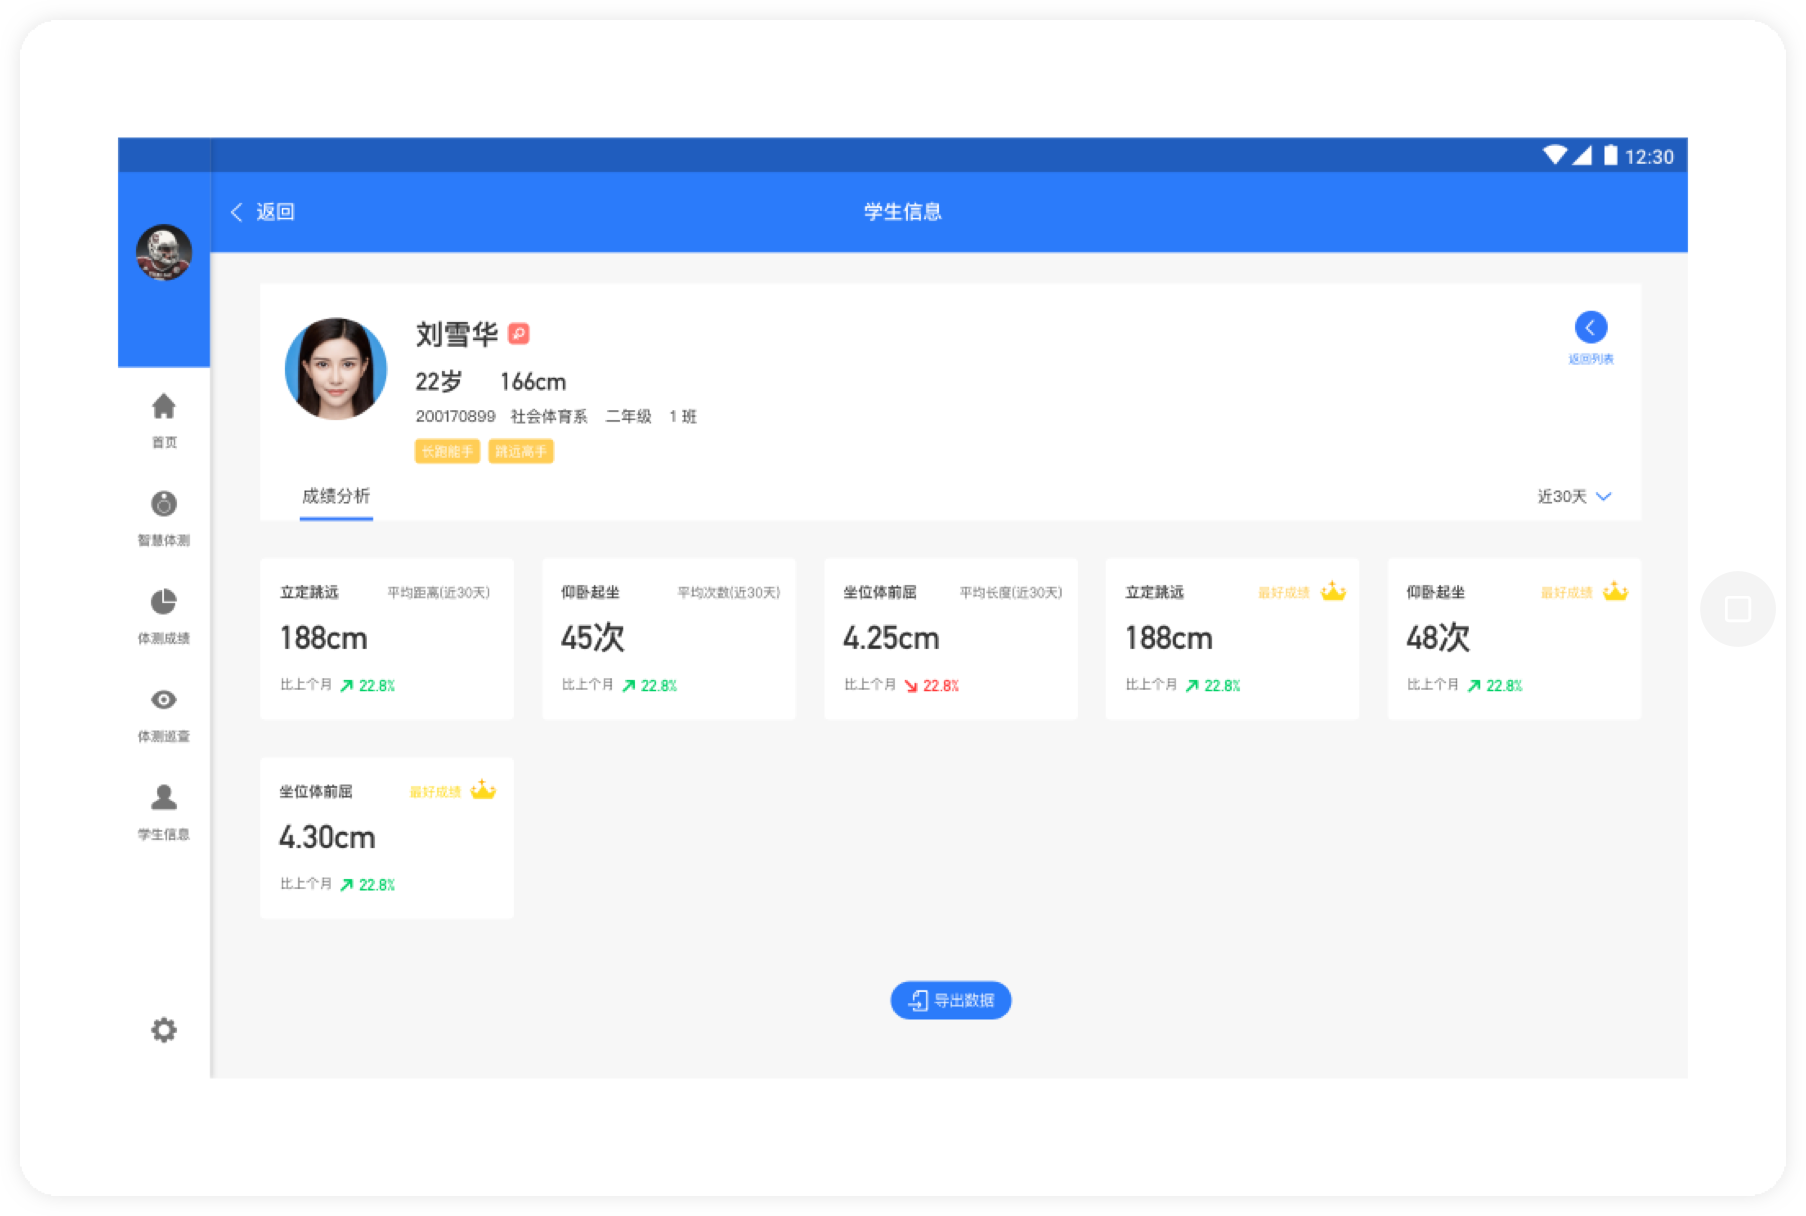 12:30
返回
学生信息
刘雪华
22岁 166cm
返回列表
200170899 社会体育系 二年级 1 班
长跑能手 跳远高手
成绩分析
近30天
首页
智慧体测
体测成绩
体测巡查
学生信息
立定跳远 平均距离(近30天)
188cm
比上个月 22.8%
仰卧起坐 平均次数(近30天)
45次
比上个月 22.8%
坐位体前屈 平均长度(近30天)
4.25cm
比上个月 22.8%
立定跳远 最好成绩
188cm
比上个月 22.8%
仰卧起坐 最好成绩
48次
比上个月 22.8%
坐位体前屈 最好成绩
4.30cm
比上个月 22.8%
导出数据